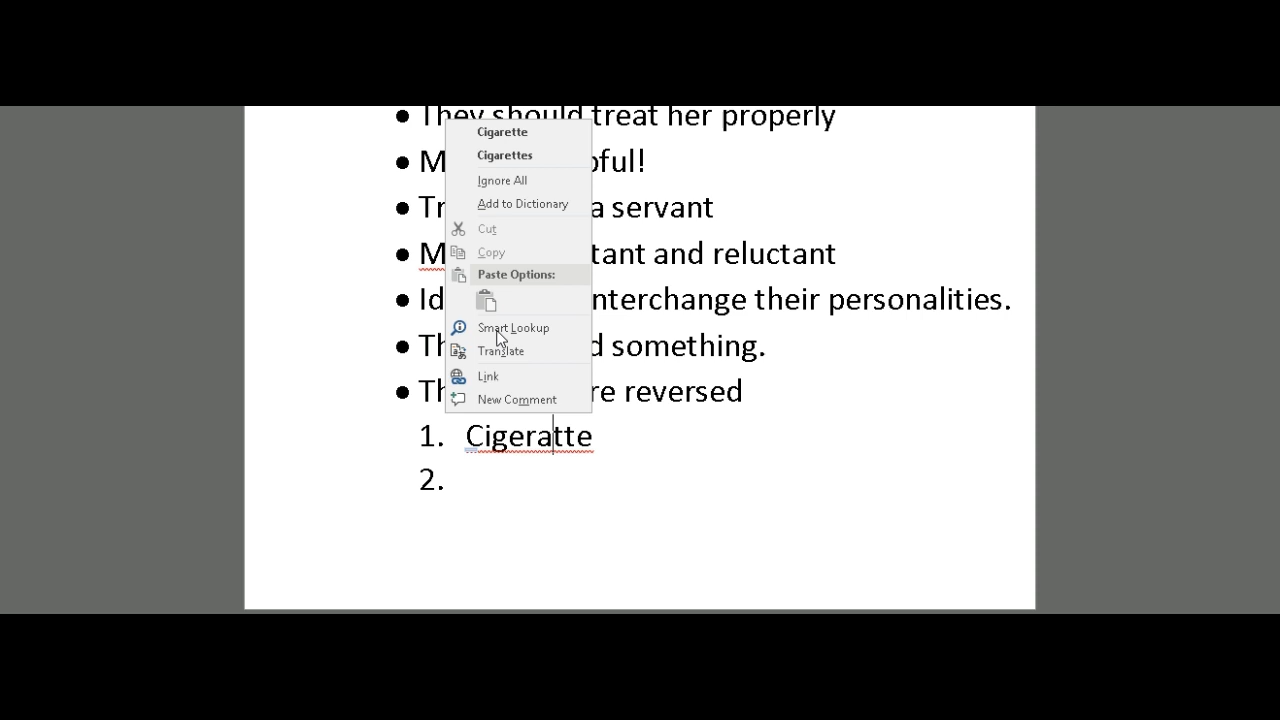 • They should treat her properly
Cigarette
• M
pful!
Cigarettes
Ignore All
• Tr
a servant
Add to Dictionary
Cut
• M
tant and reluctant
Copy
Paste Options:
• Id
nterchange their personalities.
Smart Lookup
• Th
d something.
Translate
Link
• Th
re reversed
New Comment
1. Cigeratte
2.